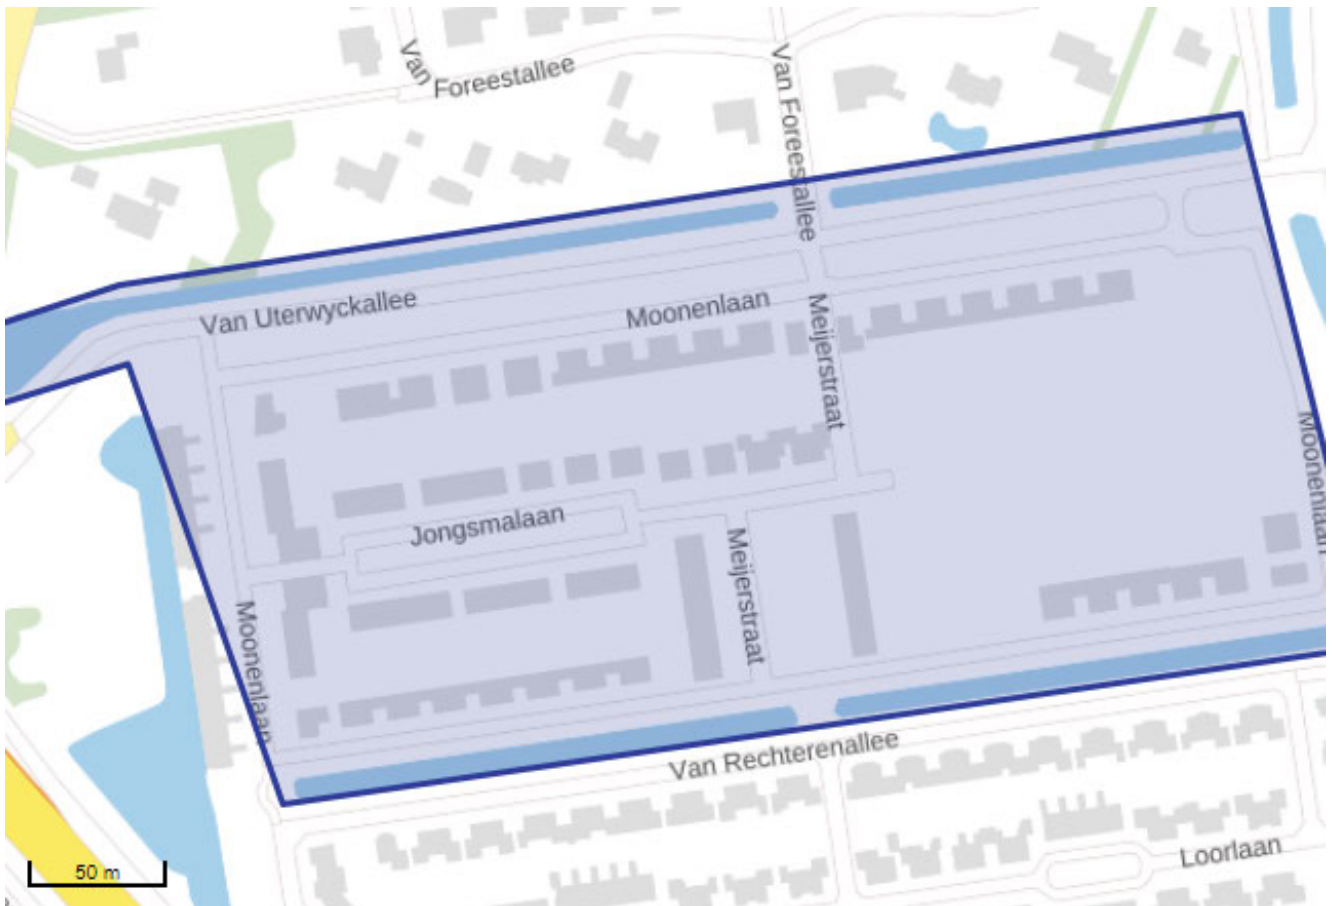 Van
Foreestallee
Van Foreestallee
Van Uterwyckallee
Moonenlaan
Meijerstraat
Moonenlaan
Jongsmalaan
Meijerstraat
Moonenlaan
Van Rechterenallee
Loorlaan
50 m